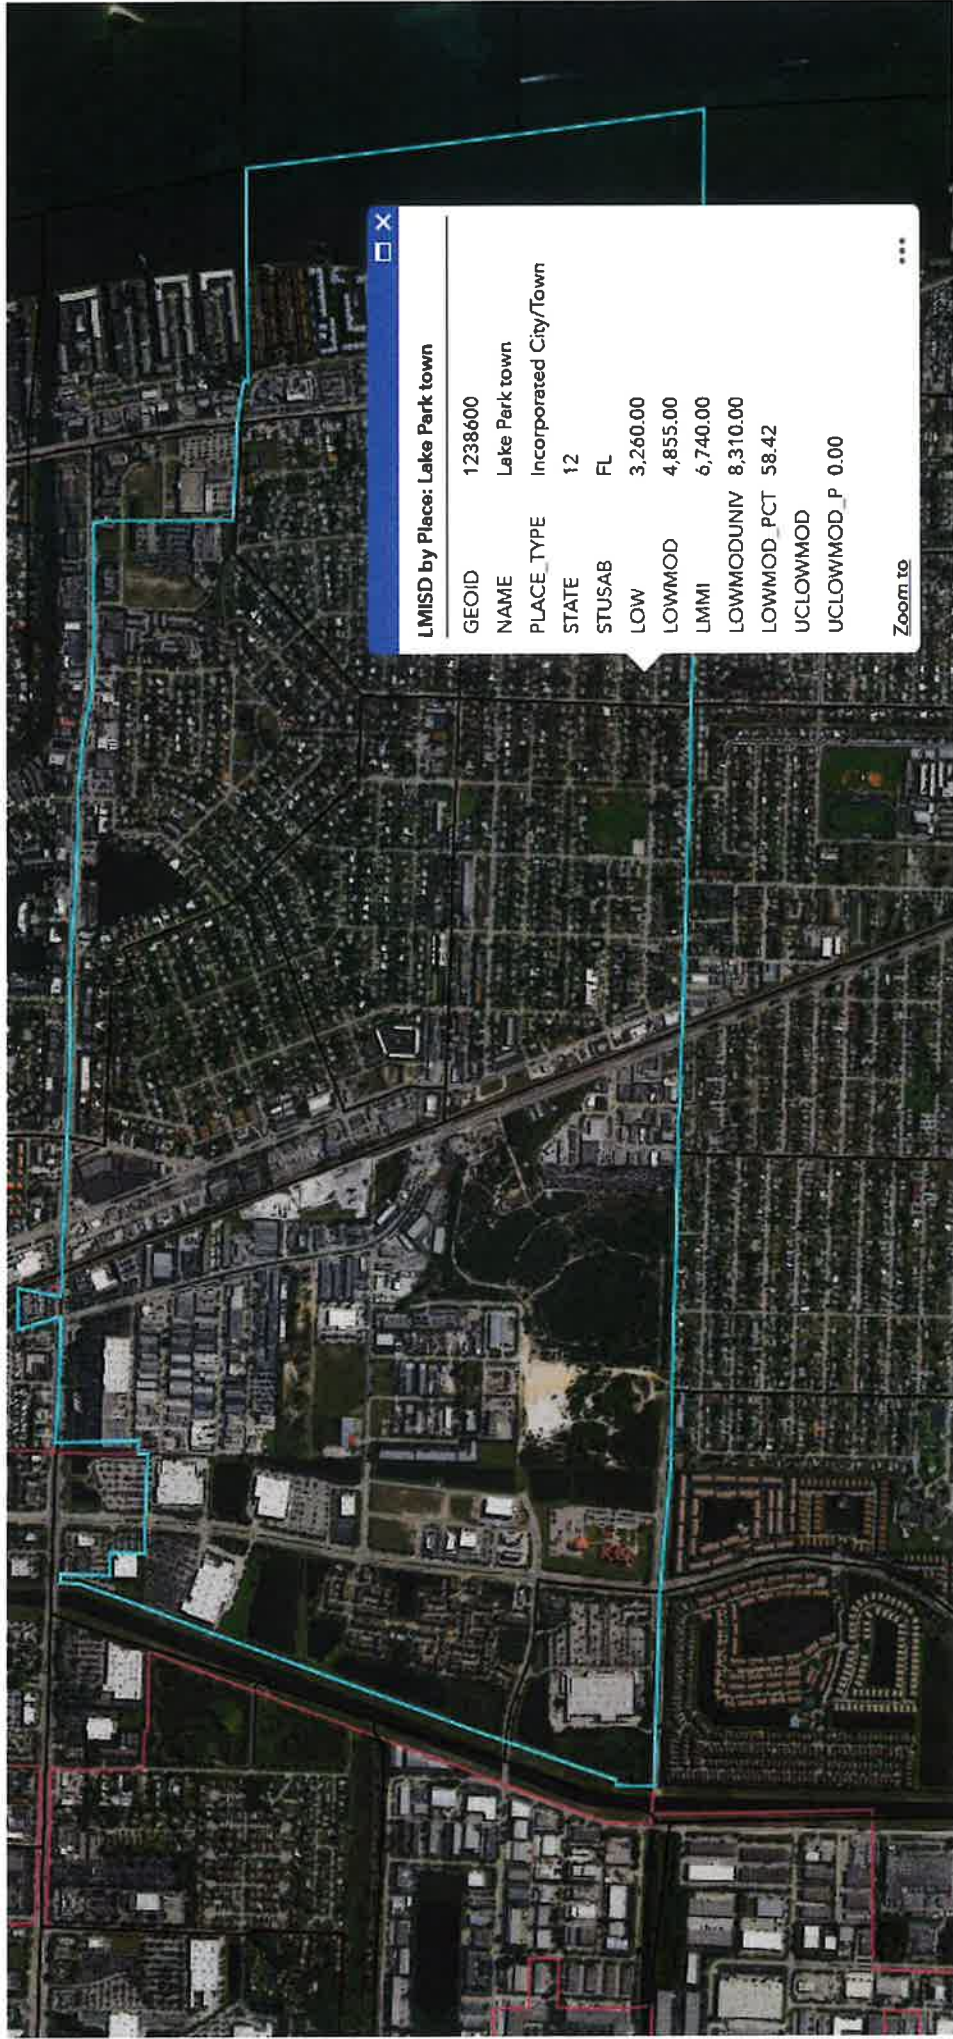 LMISD by Place: Lake Park town
GEOID 1238600
NAME Lake Park town
PLACE_TYPE Incorporated City/Town
STATE 12
STUSAB FL
LOW 3,260.00
LOWMOD 4,855.00
LMMI 6,740.00
LOWMODUNIV 8,310.00
LOWMOD_PCT 58.42
UCLOWMOD
UCLOWMOD_P 0.00
Zoom to